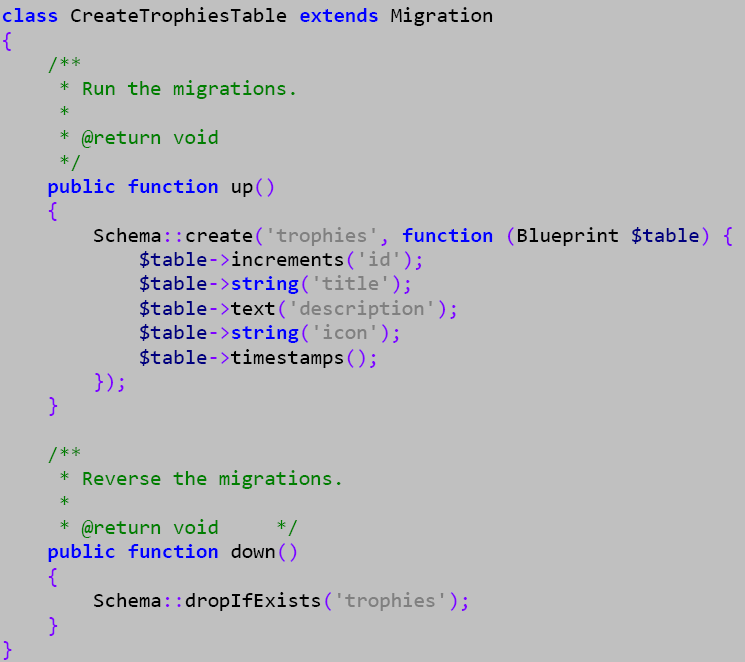 class CreateTrophiesTable extends Migration
{
    /**
     * Run the migrations.
     *
     * @return void
     */
    public function up()
    {
        Schema::create('trophies', function (Blueprint $table) {
            $table->increments('id');
            $table->string('title');
            $table->text('description');
            $table->string('icon');
            $table->timestamps();
        });
    }

    /**
     * Reverse the migrations.
     *
     * @return void     */
    public function down()
    {
        Schema::dropIfExists('trophies');
    }
}